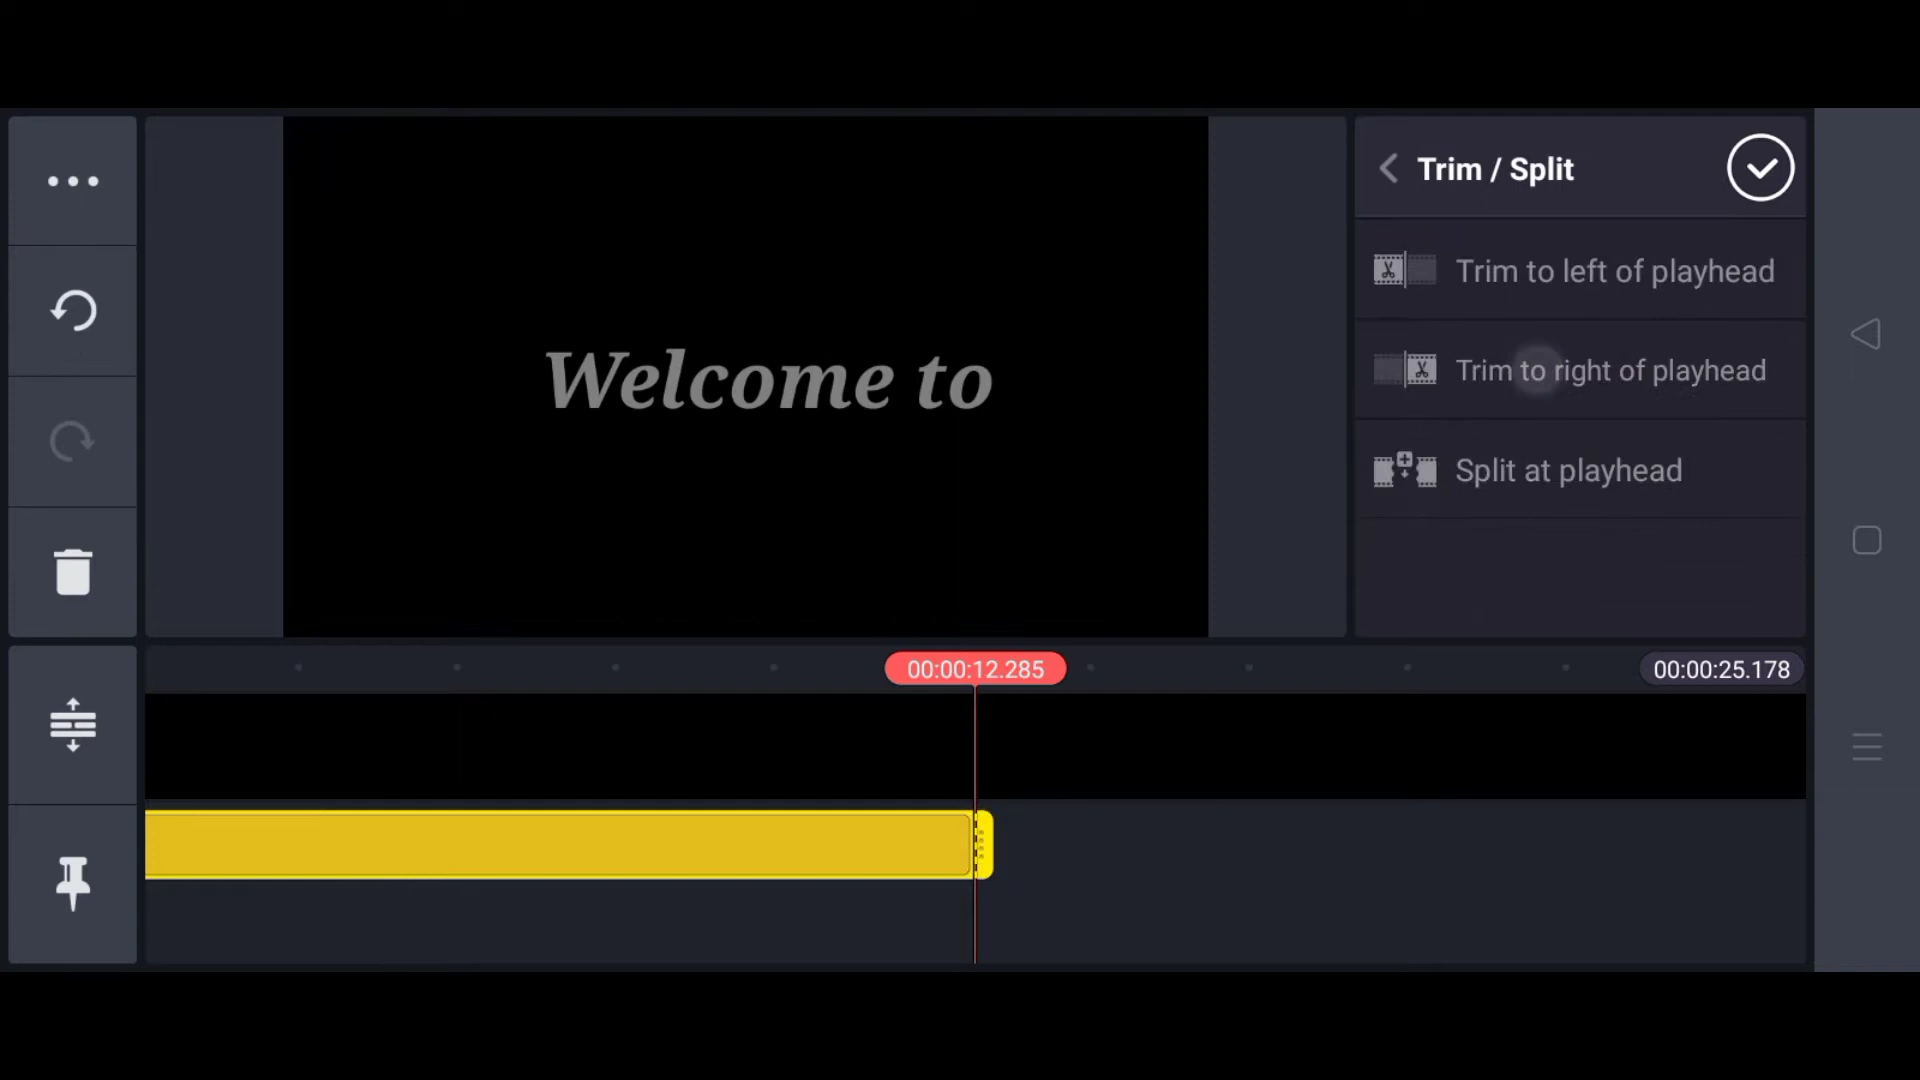 Trim / Split
Trim to left of playhead
Welcome to
Trim to right of playhead
Split at playhead
00:00:12.285
00:00:25.178